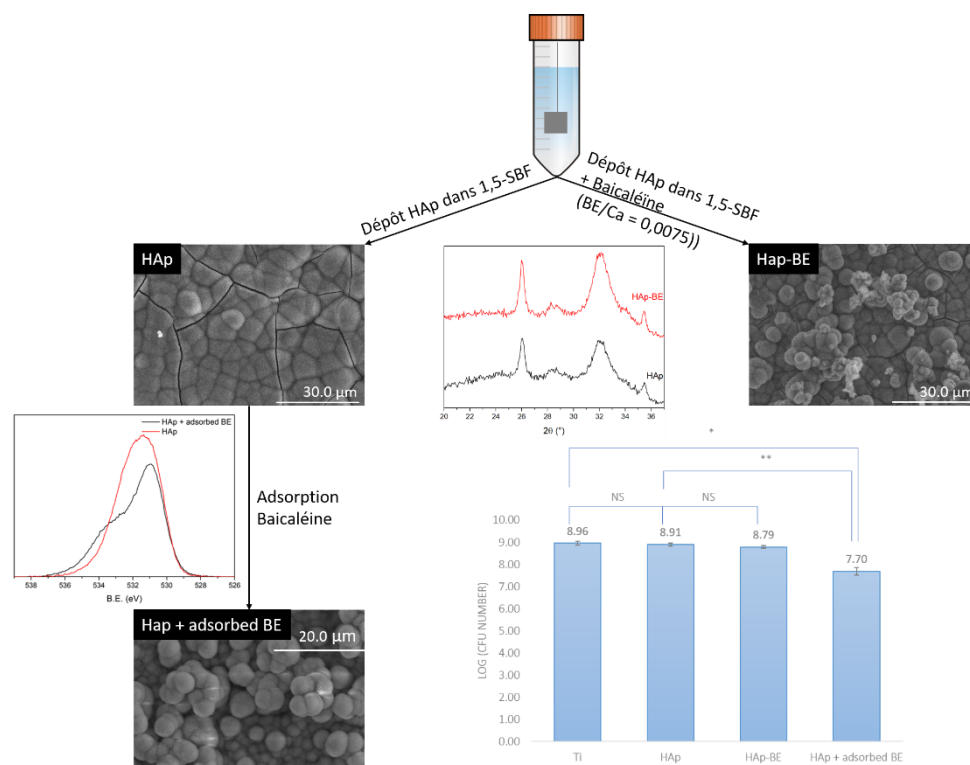 Dépôt HAp dans 1,5-SBF
Dépôt HAp dans 1,5-SBF
+ Baicaléïne
(BE/Ca = 0,0075))
HAp
30.0 µm
HAp-BE
HAp
20 22 24 26 28 30 32 34 36
2θ (°)
Hap-BE
30.0 µm
HAp + adsorbed BE
HAp
538 536 534 532 530 528 526
B.E. (eV)
Adsorption
Baicaléine
Hap + adsorbed BE
20.0 µm
+
**
NS
NS
10.00
9.00
8.00
7.00
6.00
5.00
4.00
3.00
2.00
1.00
0.00
LOG (CFU NUMBER)
8.96
8.91
8.79
7.70
Ti
HAp
HAp-BE
HAp + adsorbed BE